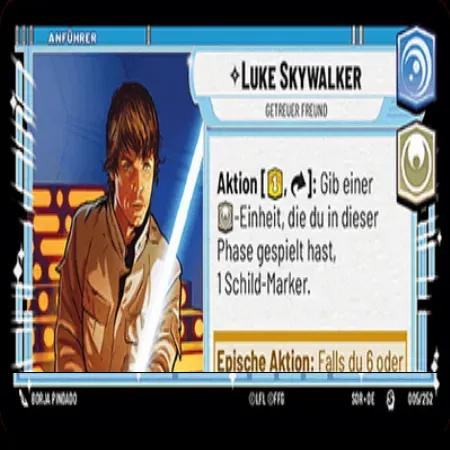 ANFÜHRER
LUKE SKYWALKER
GETREUER FREUND
Aktion [1, ]: Gib einer
-Einheit, die du in dieser
Phase gespielt hast,
1 Schild-Marker.
Epische Aktion: Falls du 6 oder
BORJA PINDADO
©LFL ©FFG
SOR • DE
005/252